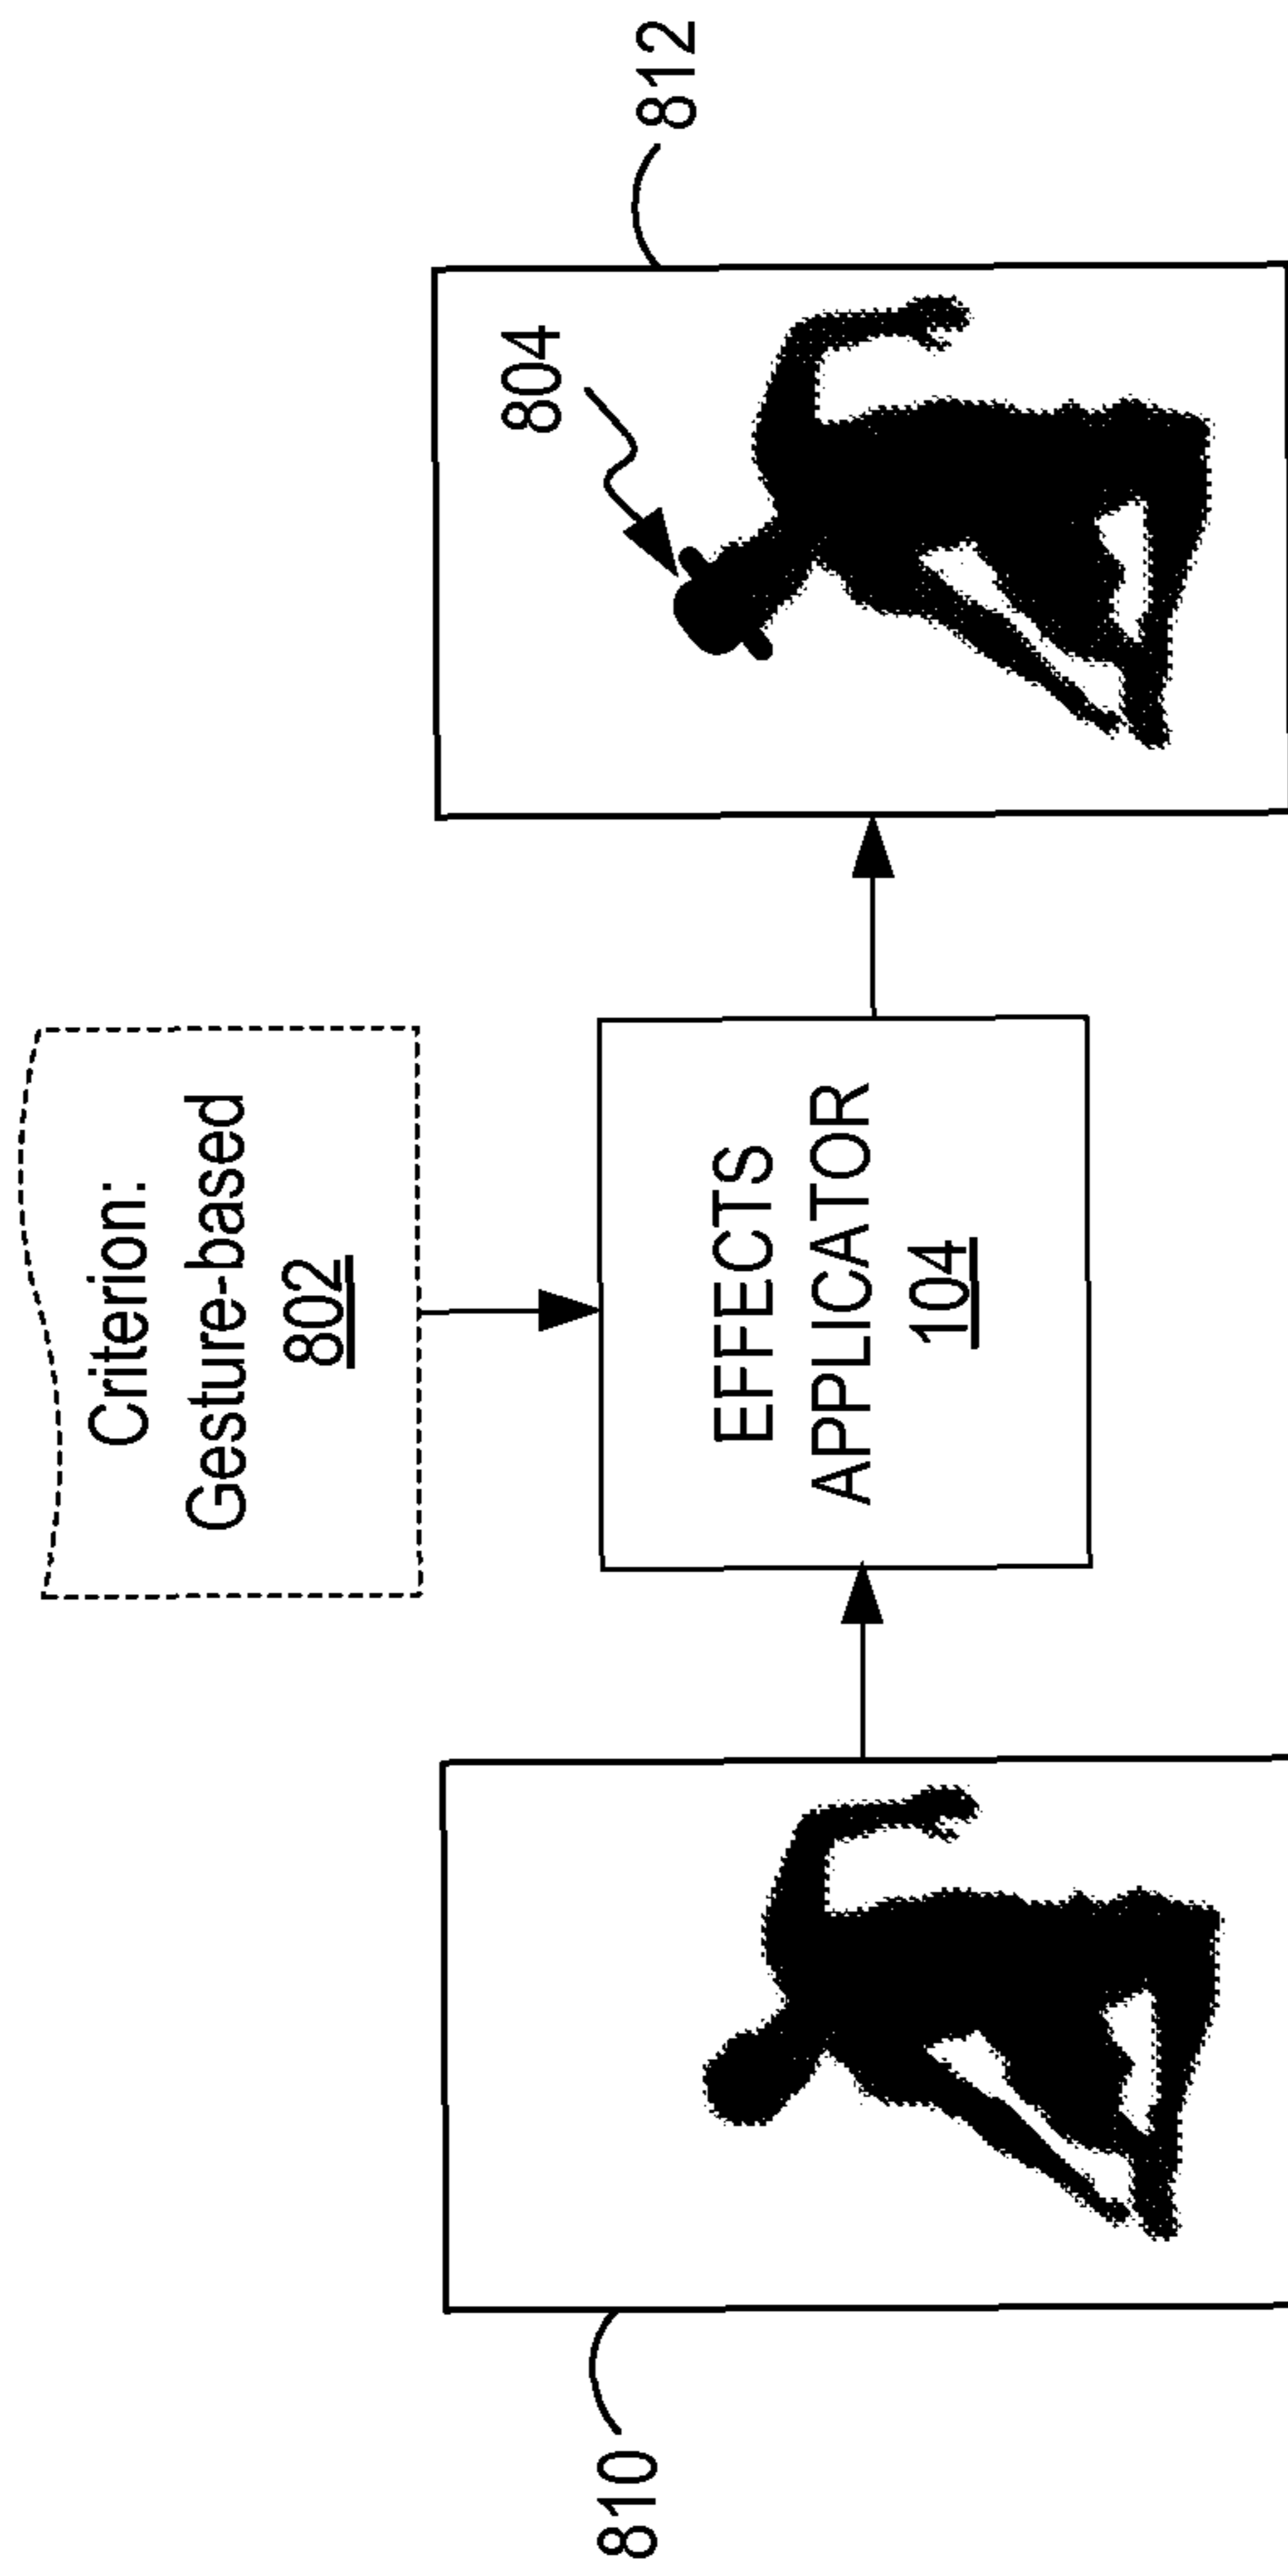 Criterion:
Gesture-based
802
810
EFFECTS
APPLICATOR
104
804
812